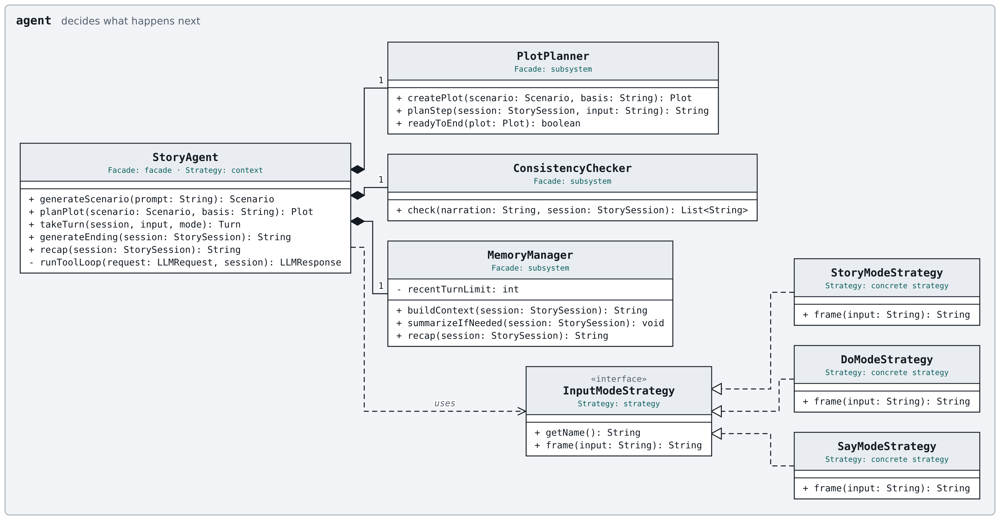 agent decides what happens next
PlotPlanner
Facade: subsystem
1
+ createPlot(scenario: Scenario, basis: String): Plot
+ planStep(session: StorySession, input: String): String
+ readyToEnd(plot: Plot): boolean
StoryAgent
Facade: facade · Strategy: context
+ generateScenario(prompt: String): Scenario
+ planPlot(scenario: Scenario, basis: String): Plot
+ takeTurn(session, input, mode): Turn
+ generateEnding(session: StorySession): String
+ recap(session: StorySession): String
- runToolLoop(request: LLMRequest, session): LLMResponse
ConsistencyChecker
Facade: subsystem
1
+ check(narration: String, session: StorySession): List<String>
MemoryManager
Facade: subsystem
1
- recentTurnLimit: int
+ buildContext(session: StorySession): String
+ summarizeIfNeeded(session: StorySession): void
+ recap(session: StorySession): String
uses
«interface»
InputModeStrategy
Strategy: strategy
+ getName(): String
+ frame(input: String): String
StoryModeStrategy
Strategy: concrete strategy
+ frame(input: String): String
DoModeStrategy
Strategy: concrete strategy
+ frame(input: String): String
SayModeStrategy
Strategy: concrete strategy
+ frame(input: String): String